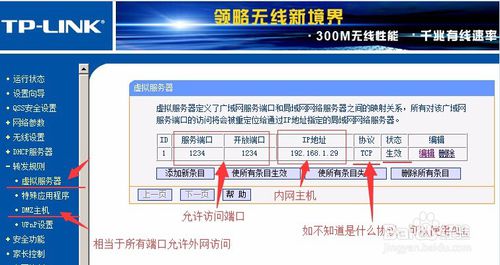 TP-LINK
领略无线新境界
300M无线性能
千兆有线速率
• 运行状态
• 设置向导
• QSS安全设置
+ 网络参数
+ 无线设置
+ DHCP服务器
- 转发规则
• 虚拟服务器
• 特殊应用程序
• DMZ主机
• UPnP设置
+ 安全功能
+ 家长控制
虚拟服务器
虚拟服务器定义了广域网服务端口和局域网网络服务器之间的映射关系，所有对该广域网
服务端口的访问将会被重定位给通过IP地址指定的局域网网络服务器。
ID 服务端口 开放端口 IP地址 协议 状态 编辑
1 1234 1234 192.168.1.29 TCP 生效 编辑 删除
添加新条目 使所有条目生效 使所有条目失 删除所有条目
上一页 下一页 帮助
允许访问端口
内网主机
相当于所有端口允许外网访问
如不知道是什么协议，可以
Baidu 经验
jingyan.baidu.com